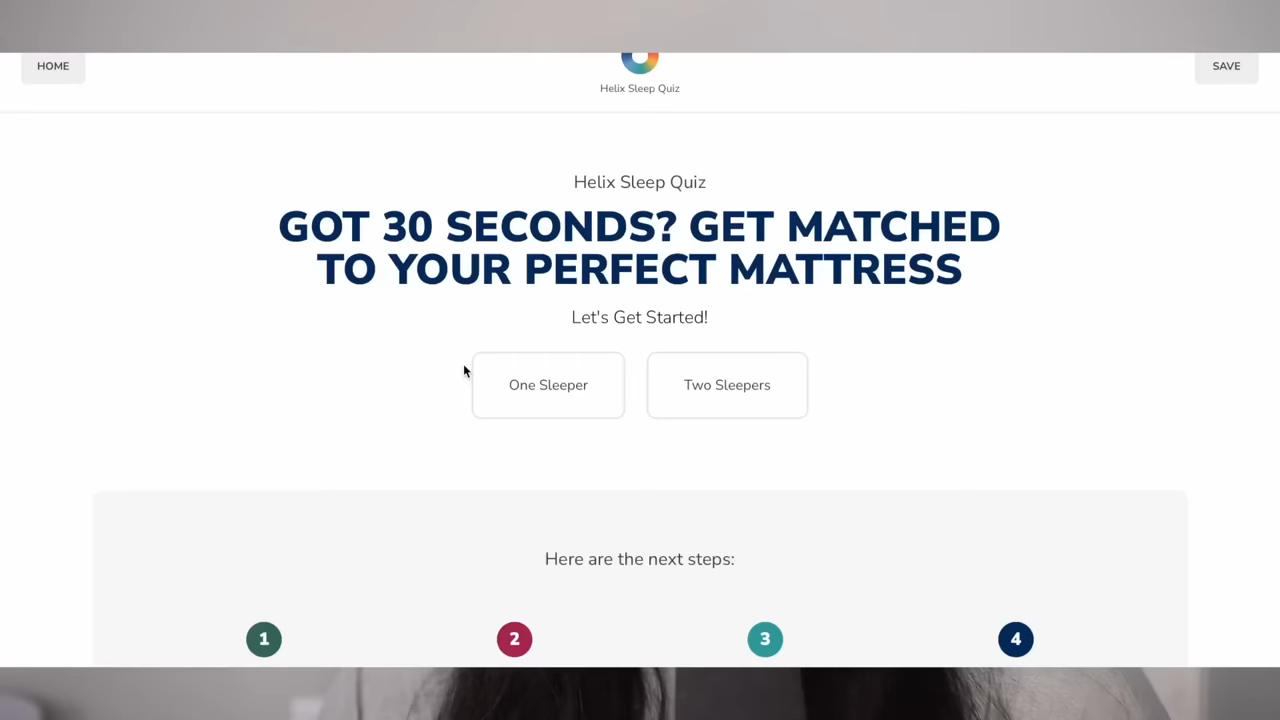 HOME
Helix Sleep Quiz
SAVE
Helix Sleep Quiz
GOT 30 SECONDS? GET MATCHED
TO YOUR PERFECT MATTRESS
Let's Get Started!
One Sleeper
Two Sleepers
Here are the next steps:
1
2
3
4